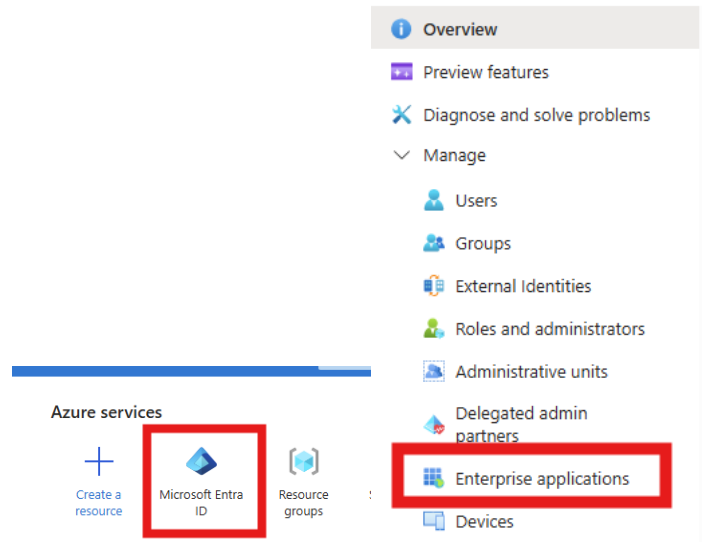 Overview
Preview features
Diagnose and solve problems
Manage
Users
Groups
External Identities
Roles and administrators
Administrative units
Delegated admin
partners
Enterprise applications
Devices
Azure services
Create a
resource
Microsoft Entra
ID
Resource
groups